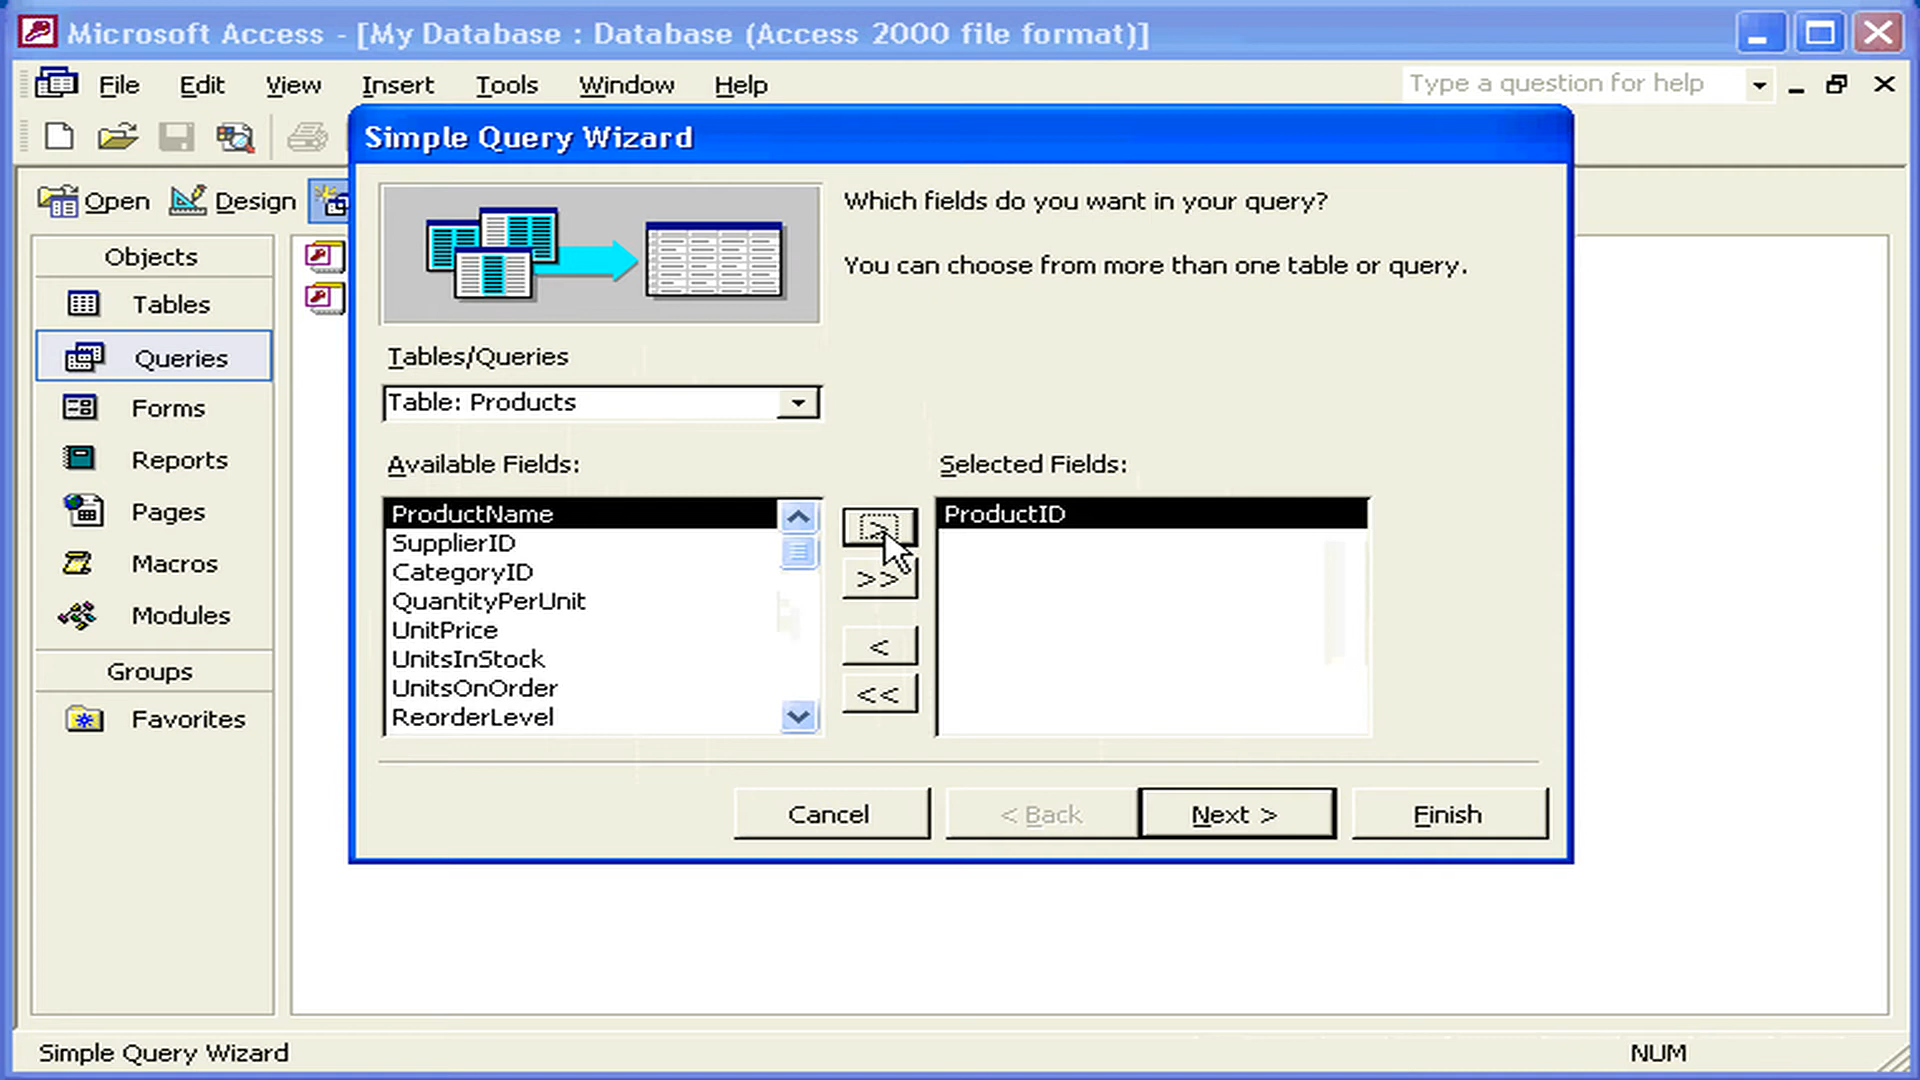 Microsoft Access - [My Database : Database (Access 2000 file format)]
File Edit View Insert Tools Window Help
Type a question for help
Simple Query Wizard
Open Design
Which fields do you want in your query?
You can choose from more than one table or query.
Objects
Tables
Queries
Forms
Reports
Pages
Macros
Modules
Groups
Favorites
Tables/Queries
Table: Products
Available Fields:
ProductName
SupplierID
CategoryID
QuantityPerUnit
UnitPrice
UnitsInStock
UnitsOnOrder
ReorderLevel
>
>>
<
<<
Selected Fields:
ProductID
Cancel
< Back
Next >
Finish
Simple Query Wizard
NUM